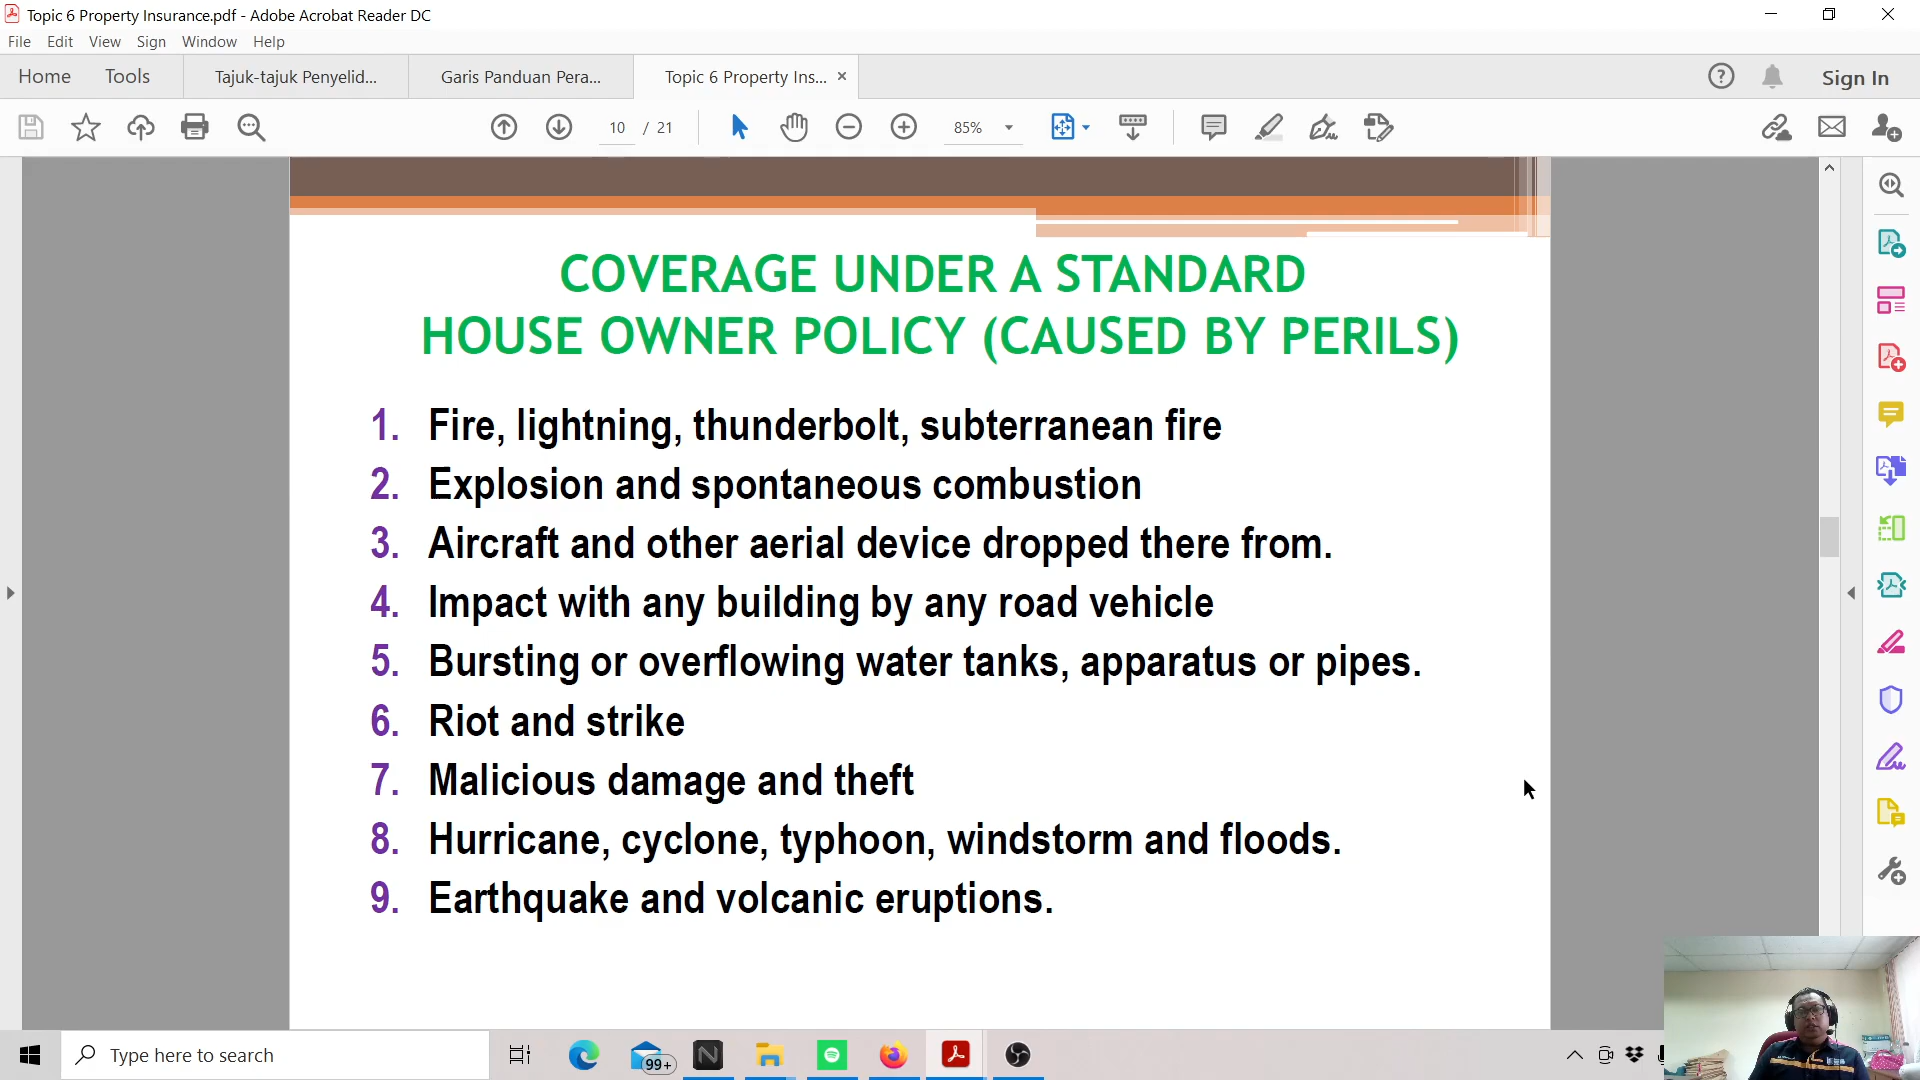 Topic 6 Property Insurance.pdf - Adobe Acrobat Reader DC
File Edit View Sign Window Help
Home Tools Tajuk-tajuk Penyelid... Garis Panduan Pera... Topic 6 Property Ins... Sign In
10 / 21 85%
COVERAGE UNDER A STANDARD
HOUSE OWNER POLICY (CAUSED BY PERILS)
1. Fire, lightning, thunderbolt, subterranean fire
2. Explosion and spontaneous combustion
3. Aircraft and other aerial device dropped there from.
4. Impact with any building by any road vehicle
5. Bursting or overflowing water tanks, apparatus or pipes.
6. Riot and strike
7. Malicious damage and theft
8. Hurricane, cyclone, typhoon, windstorm and floods.
9. Earthquake and volcanic eruptions.
Type here to search
99+